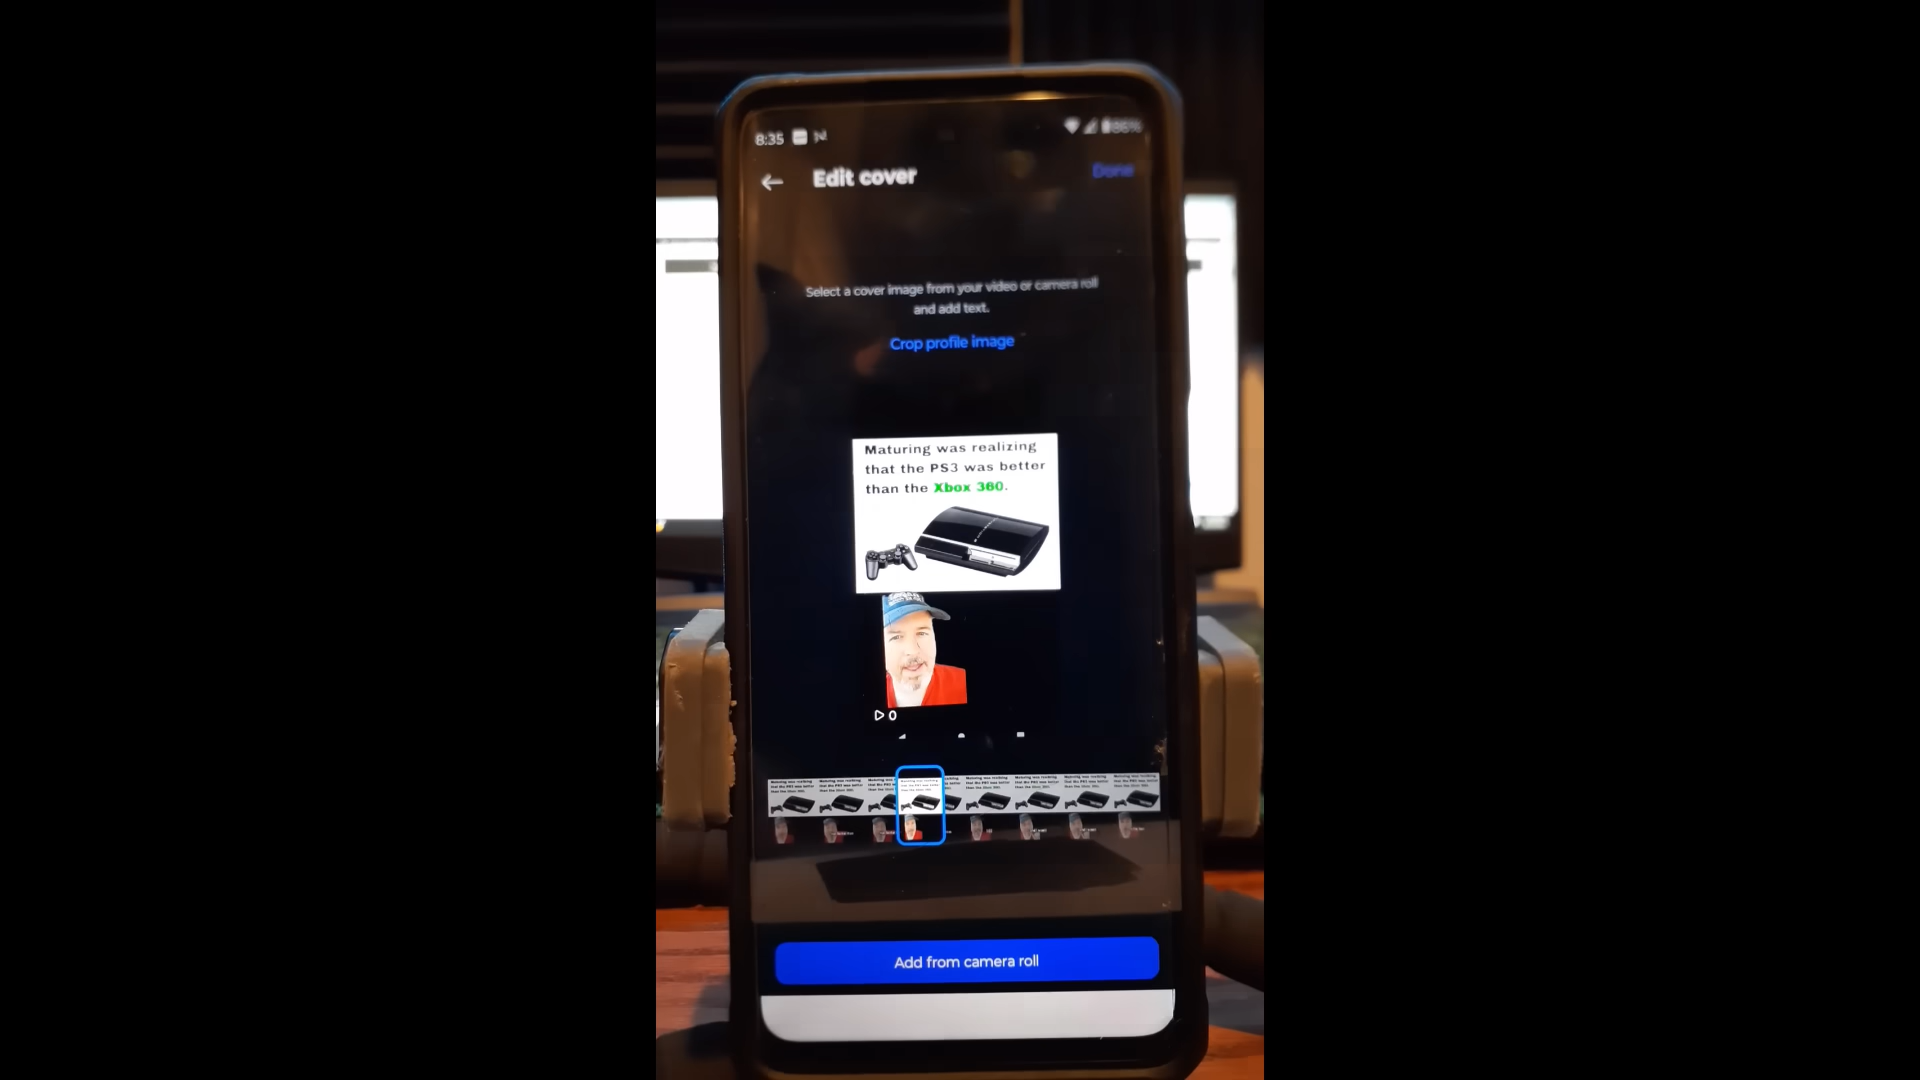 8:35
86%
Edit cover
Done
Select a cover image from your video or camera roll
and add text.
Crop profile image
Maturing was realizing
that the PS3 was better
than the Xbox 360.
0
Add from camera roll